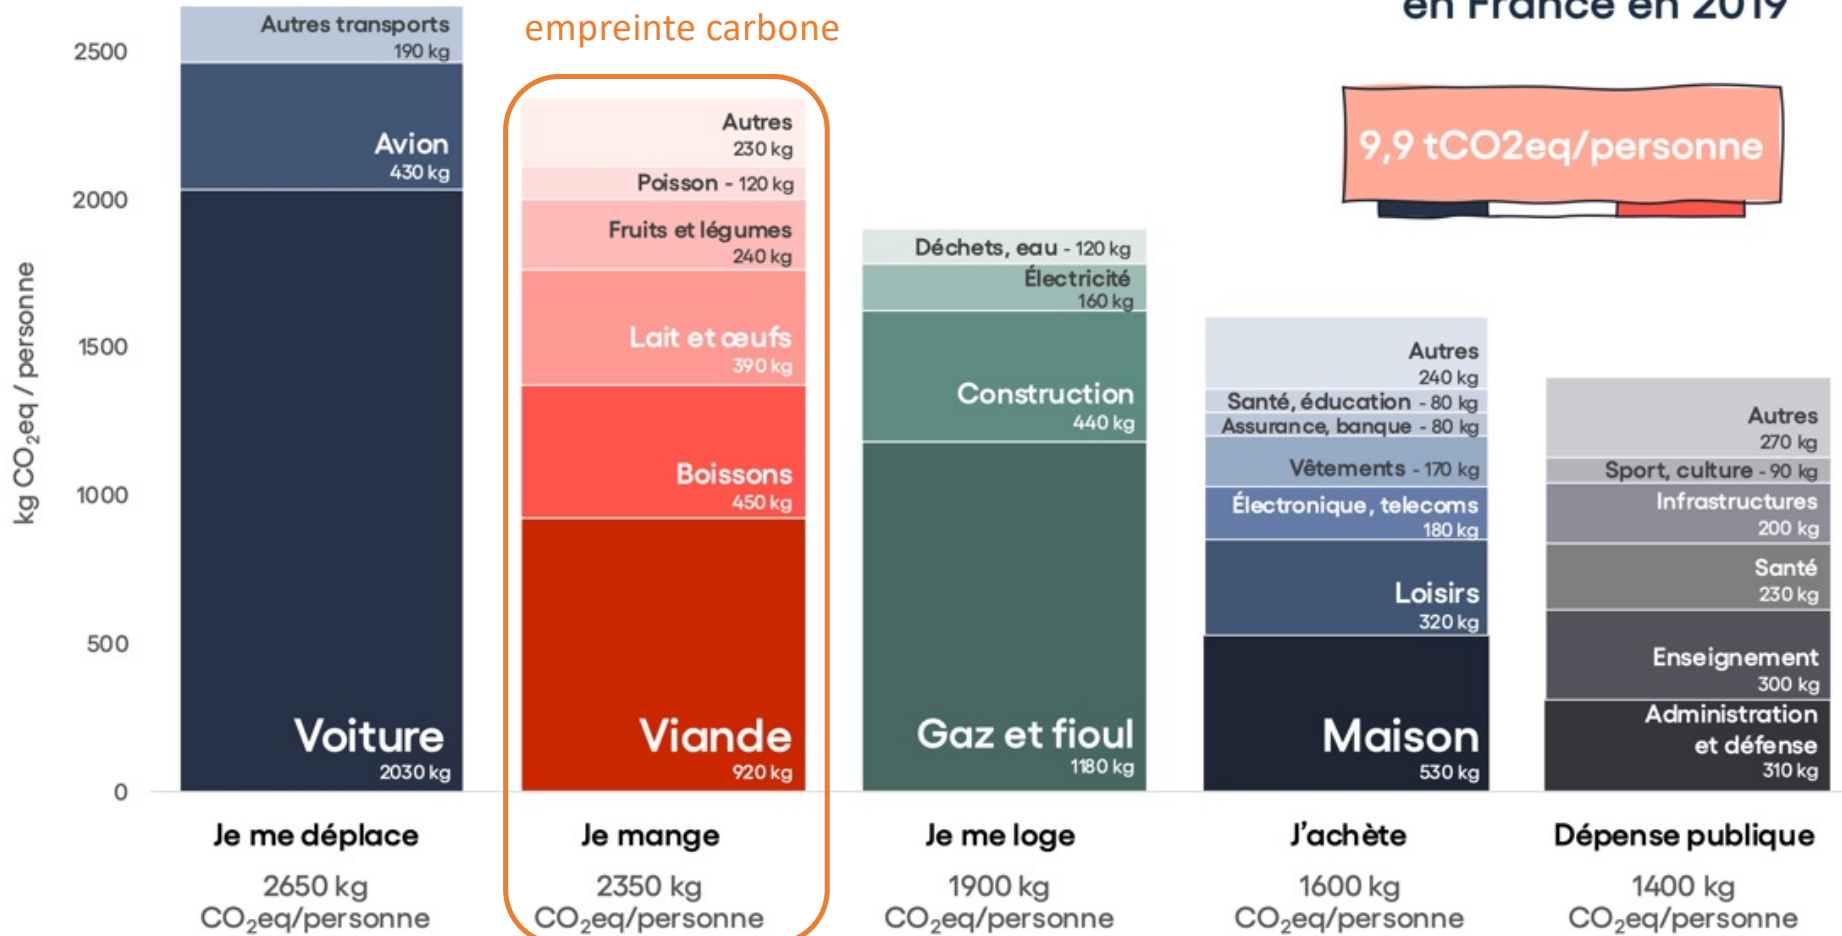 en France en 2019
empreinte carbone
9,9 tCO2eq/personne
kg CO₂eq / personne
2500
2000
1500
1000
500
0
Autres transports
190 kg
Avion
430 kg
Voiture
2030 kg
Je me déplace
2650 kg
CO₂eq/personne
Autres
230 kg
Poisson - 120 kg
Fruits et légumes
240 kg
Lait et œufs
390 kg
Boissons
450 kg
Viande
920 kg
Je mange
2350 kg
CO₂eq/personne
Déchets, eau - 120 kg
Électricité
160 kg
Construction
440 kg
Gaz et fioul
1180 kg
Je me loge
1900 kg
CO₂eq/personne
Autres
240 kg
Santé, éducation - 80 kg
Assurance, banque - 80 kg
Vêtements - 170 kg
Électronique, telecoms
180 kg
Loisirs
320 kg
Maison
530 kg
J'achète
1600 kg
CO₂eq/personne
Autres
270 kg
Sport, culture - 90 kg
Infrastructures
200 kg
Santé
230 kg
Enseignement
300 kg
Administration
et défense
310 kg
Dépense publique
1400 kg
CO₂eq/personne